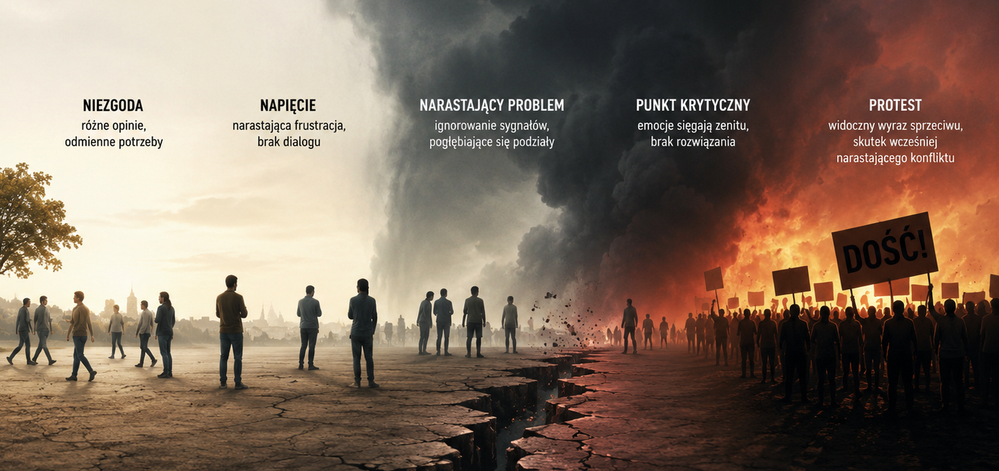 NIEZGODA
różne opinie,
odmienne potrzeby
NAPIĘCIE
narastająca frustracja,
brak dialogu
NARASTAJĄCY PROBLEM
ignorowanie sygnałów,
pogłębiające się podziały
PUNKT KRYTYCZNY
emocje sięgają zenitu,
brak rozwiązania
PROTEST
widoczny wyraz sprzeciwu,
skutek wcześniej
narastającego konfliktu
DOŚĆ!